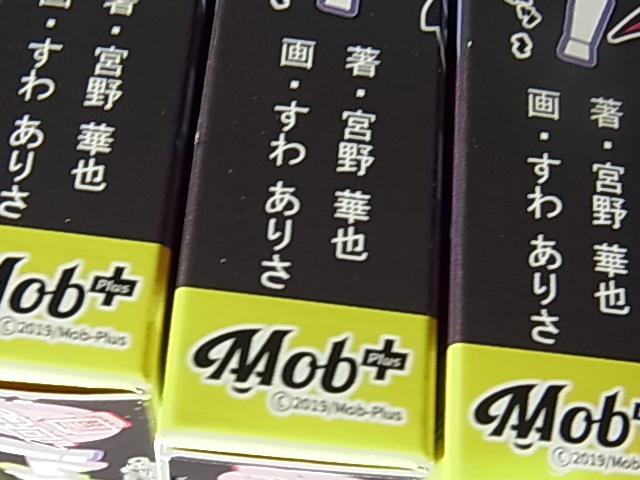 著・宮野 華也
画・すわ ありさ
Mob+
Plus
©2019/Mob-Plus
著・宮野 華也
画・すわ ありさ
Mob+
Plus
©2019/Mob-Plus
著・宮野 華也
画・すわ ありさ
Mob
©2019/Mob-Plus